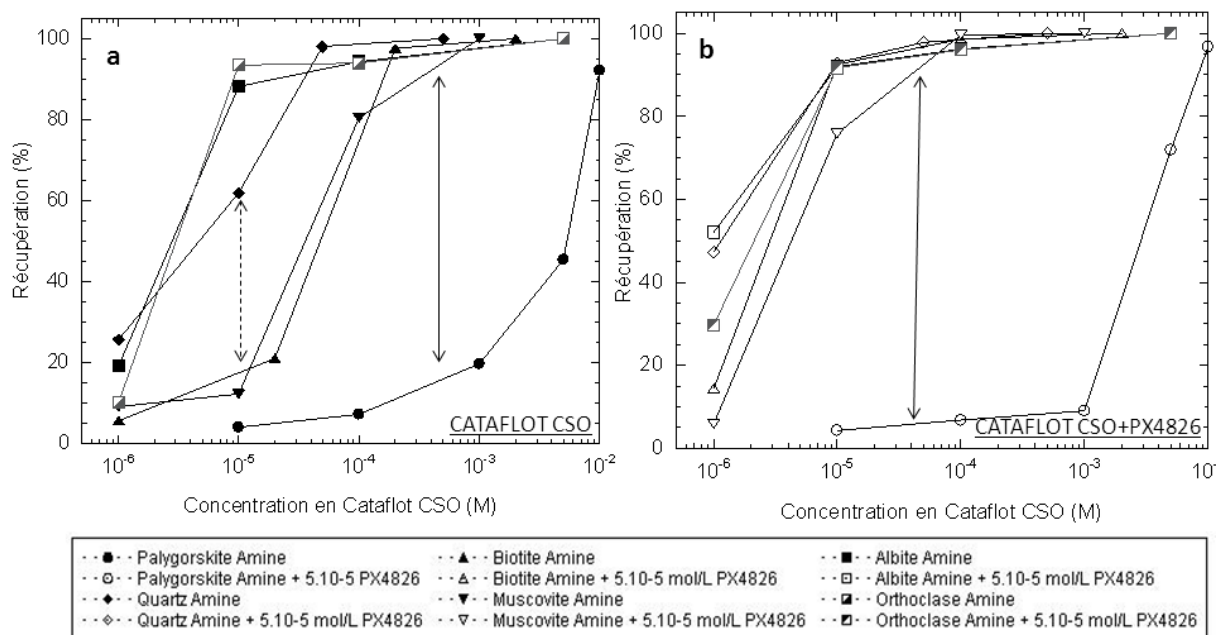 a
100
80
60
40
20
0
Récupération (%)
CATAFLOT CSO
10-6
10-5
10-4
10-3
10-2
Concentration en Cataflot CSO (M)
b
100
80
60
40
20
0
Récupération (%)
CATAFLOT CSO+PX4826
10-6
10-5
10-4
10-3
Concentration en Cataflot CSO (M)
Palygorskite Amine
Palygorskite Amine + 5.10-5 PX4826
Quartz Amine
Quartz Amine + 5.10-5 mol/L PX4826
Biotite Amine
Biotite Amine + 5.10-5 mol/L PX4826
Muscovite Amine
Muscovite Amine + 5.10-5 mol/L PX4826
Albite Amine
Albite Amine + 5.10-5 mol/L PX4826
Orthoclase Amine
Orthoclase Amine + 5.10-5 mol/L PX4826